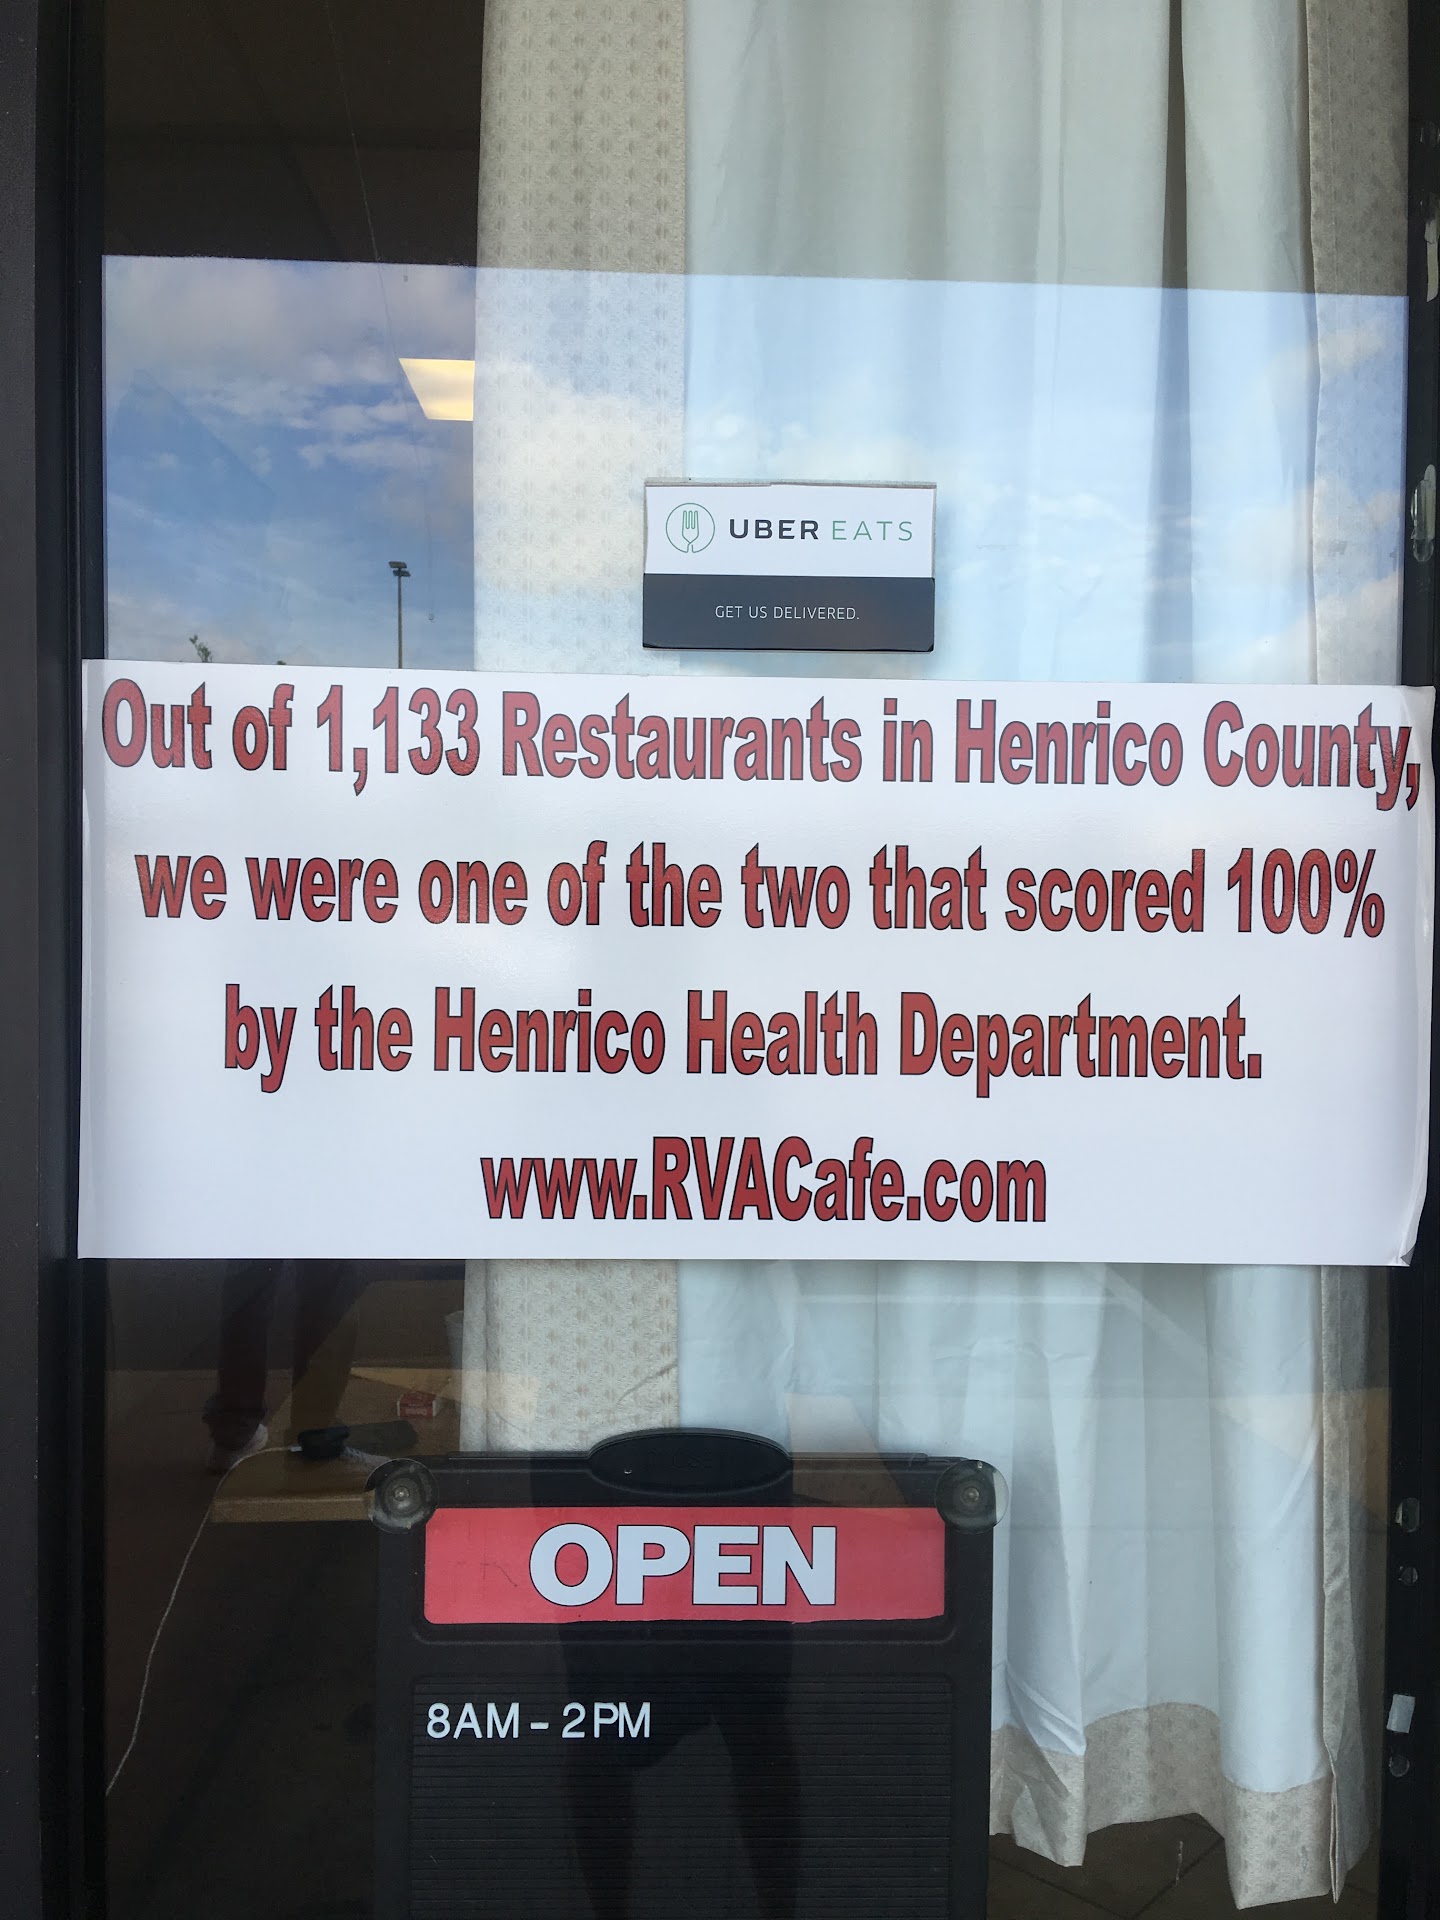 UBER EATS
GET US DELIVERED.
Out of 1,133 Restaurants in Henrico County,
we were one of the two that scored 100%
by the Henrico Health Department.
www.RVACafe.com
OPEN
8AM - 2PM